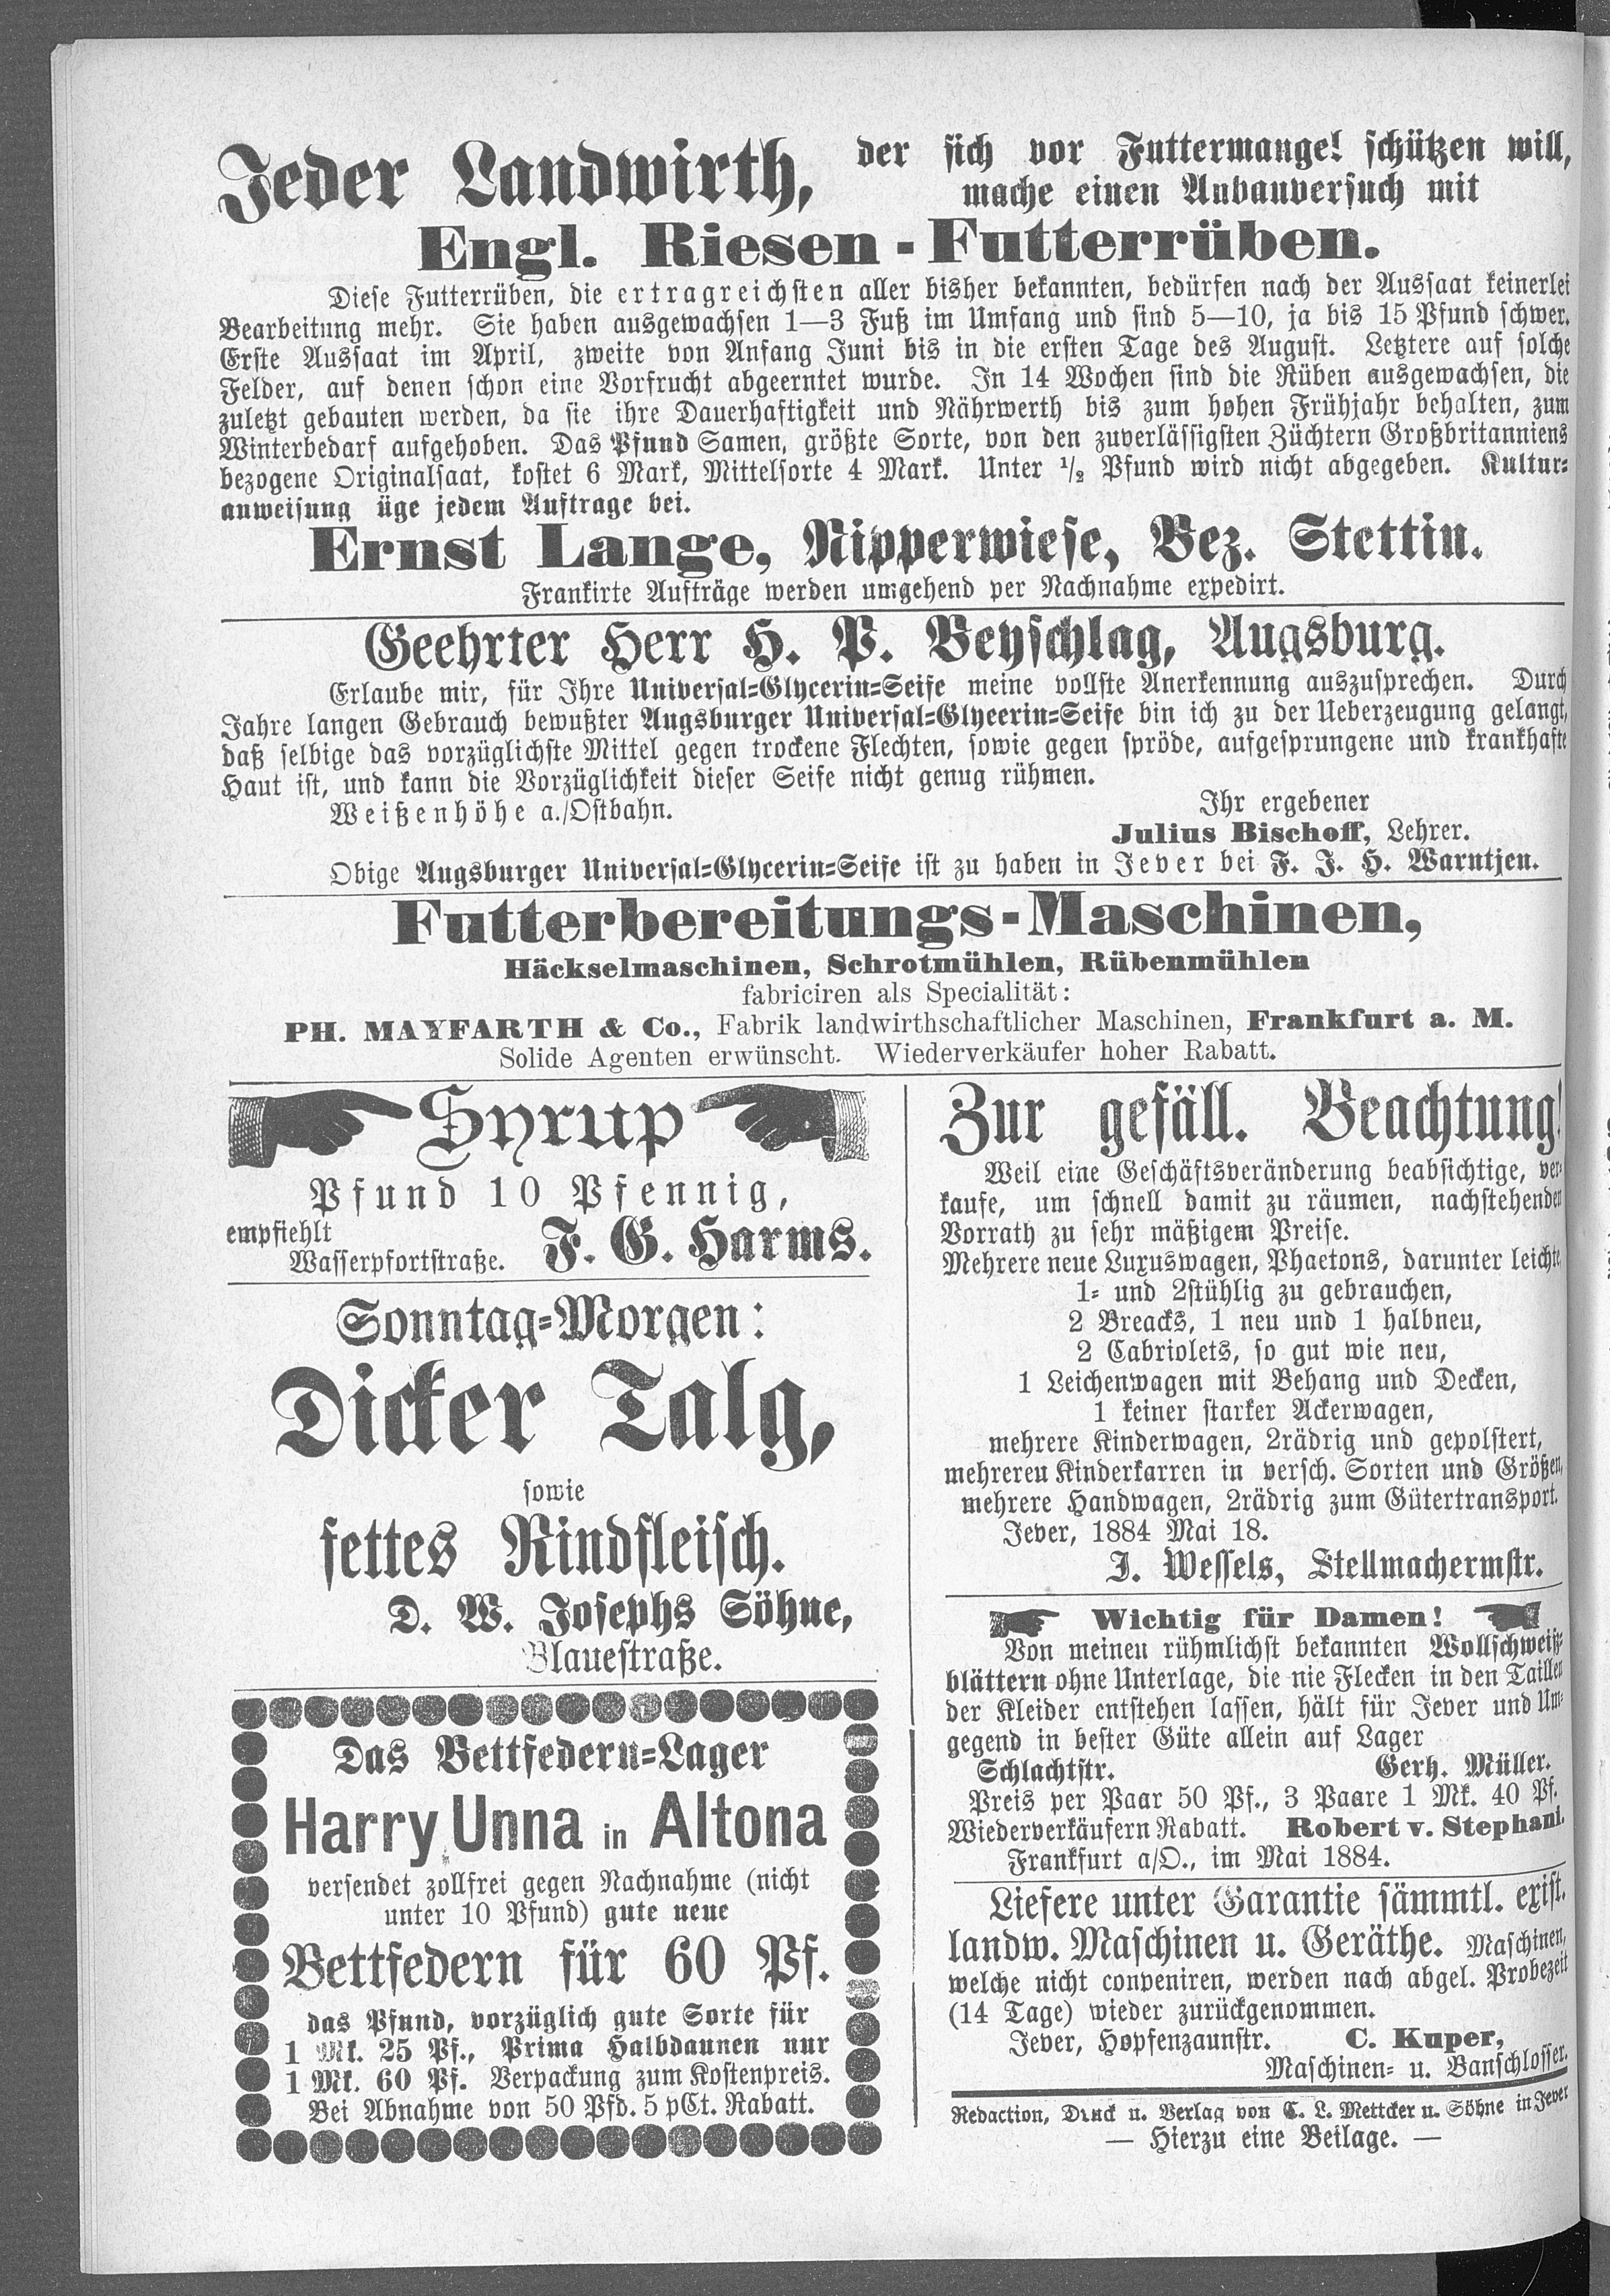 Jeder Landwirth, der sich vor Futtermangel schützen will,
mache einen Anbauversuch mit
Engl. Riesen-Futterrüben.
Diese Futterrüben, die ertragreichsten aller bisher bekannten, bedürfen nach der Aussaat keinerlei
Bearbeitung mehr. Sie haben ausgewachsen 1—3 Fuß im Umfang und sind 5—10, ja bis 15 Pfund schwer.
Erste Aussaat im April, zweite von Anfang Juni bis in die ersten Tage des August. Letztere auf solche
Felder, auf denen schon eine Vorfrucht abgeerntet wurde. In 14 Wochen sind die Rüben ausgewachsen, die
zuletzt gebauten werden, da sie ihre Dauerhaftigkeit und Nährwerth bis zum hohen Frühjahr behalten, zum
Winterbedarf aufgehoben. Das Pfund Samen, größte Sorte, von den zuverlässigsten Züchtern Großbritanniens
bezogene Originalsaat, kostet 6 Mark, Mittelsorte 4 Mark. Unter ½ Pfund wird nicht abgegeben. Kultur-
anweisung üge jedem Auftrage bei.
Ernst Lange, Nipperwiese, Bez. Stettin.
Frankirte Aufträge werden umgehend per Nachnahme expedirt.
Geehrter Herr H. P. Beyschlag, Augsburg.
Erlaube mir, für Ihre Universal-Glycerin-Seife meine vollste Anerkennung auszusprechen. Durch
Jahre langen Gebrauch bewußter Augsburger Universal-Glycerin-Seife bin ich zu der Ueberzeugung gelangt,
daß selbige das vorzüglichste Mittel gegen trockene Flechten, sowie gegen spröde, aufgesprungene und krankhafte
Haut ist, und kann die Vorzüglichkeit dieser Seife nicht genug rühmen.
Weißenhöhe a./Ostbahn.
Ihr ergebener
Julius Bischoff, Lehrer.
Obige Augsburger Universal-Glycerin-Seife ist zu haben in Jever bei F. J. H. Warntjen.
Futterbereitungs-Maschinen,
Häckselmaschinen, Schrotmühlen, Rübenmühlen
fabriciren als Specialität:
PH. MAYFARTH & Co., Fabrik landwirthschaftlicher Maschinen, Frankfurt a. M.
Solide Agenten erwünscht. Wiederverkäufer hoher Rabatt.
Syrup
Pfund 10 Pfennig,
empfiehlt
Wasserpfortstraße. F. G. Harms.
Sonntag-Morgen:
Dicker Talg,
sowie
fettes Rindfleisch.
D. W. Josephs Söhne,
Blauestraße.
Das Bettfedern-Lager
Harry Unna in Altona
versendet zollfrei gegen Nachnahme (nicht
unter 10 Pfund) gute neue
Bettfedern für 60 Pf.
das Pfund, vorzüglich gute Sorte für
1 Mk. 25 Pf., Prima Halbdaunen nur
1 Mk. 60 Pf. Verpackung zum Kostenpreis.
Bei Abnahme von 50 Pfd. 5 pCt. Rabatt.
Zur gefäll. Beachtung!
Weil eine Geschäftsveränderung beabsichtige, ver-
kaufe, um schnell damit zu räumen, nachstehenden
Vorrath zu sehr mäßigem Preise.
Mehrere neue Luxuswagen, Phaetons, darunter leichte,
1- und 2stühlig zu gebrauchen,
2 Breacks, 1 neu und 1 halbneu,
2 Cabriolets, so gut wie neu,
1 Leichenwagen mit Behang und Decken,
1 keiner starker Ackerwagen,
mehrere Kinderwagen, 2rädrig und gepolstert,
mehreren Kinderkarren in versch. Sorten und Größen,
mehrere Handwagen, 2rädrig zum Gütertransport.
Jever, 1884 Mai 18.
J. Wessels, Stellmachermstr.
Wichtig für Damen!
Von meinen rühmlichst bekannten Wollschweiß-
blättern ohne Unterlage, die nie Flecken in den Taillen
der Kleider entstehen lassen, hält für Jever und Um-
gegend in bester Güte allein auf Lager
Schlachtstr. Gerh. Müller.
Preis per Paar 50 Pf., 3 Paare 1 Mk. 40 Pf.
Wiederverkäufern Rabatt. Robert v. Stephani.
Frankfurt a/O., im Mai 1884.
Liefere unter Garantie sämmtl. exist.
landw. Maschinen u. Geräthe. Maschinen,
welche nicht conveniren, werden nach abgel. Probezeit
(14 Tage) wieder zurückgenommen.
Jever, Hopfenzaunstr. C. Kuper,
Maschinen- u. Bauschlosser.
Redaction, Druck u. Verlag von C. L. Mettcker u. Söhne in Jever
— Hierzu eine Beilage. —